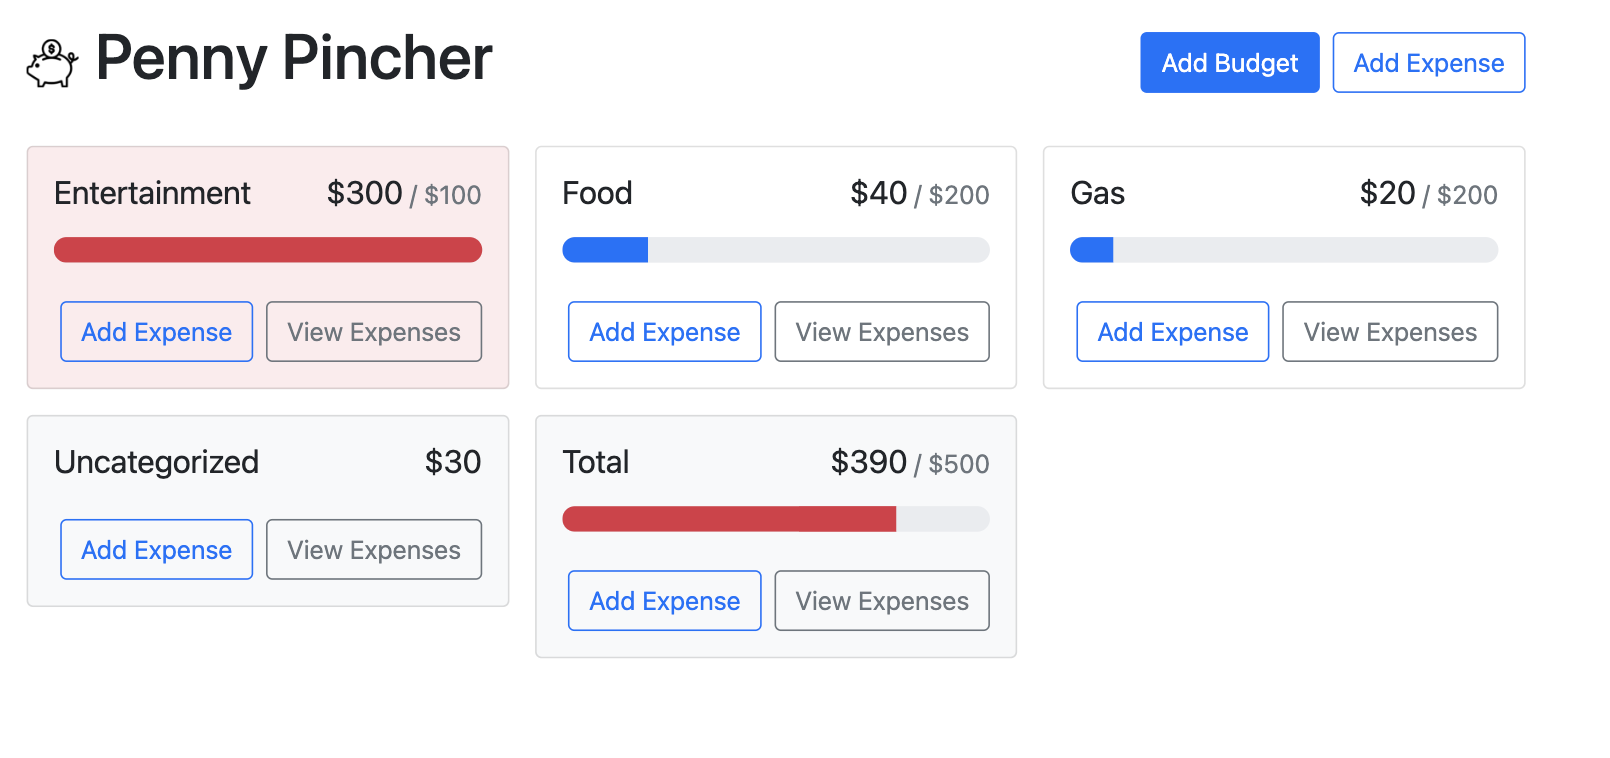 Penny Pincher
Add Budget
Add Expense
Entertainment $300 / $100
Add Expense View Expenses
Food $40 / $200
Add Expense View Expenses
Gas $20 / $200
Add Expense View Expenses
Uncategorized $30
Add Expense View Expenses
Total $390 / $500
Add Expense View Expenses